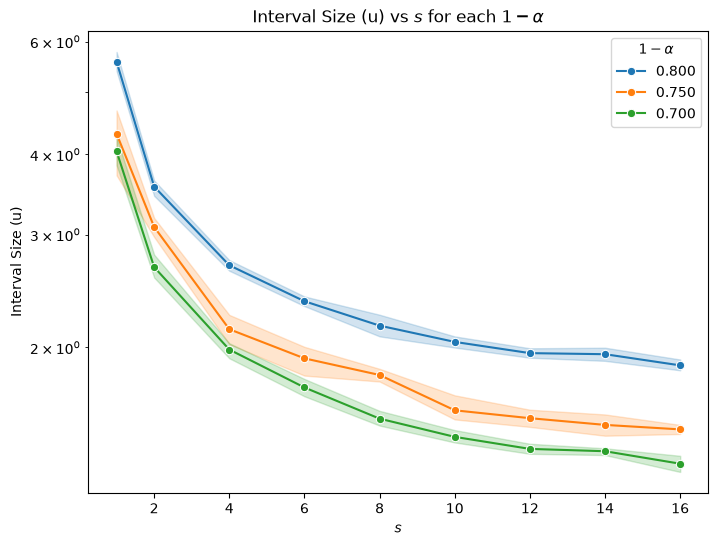 Interval Size (u) vs s for each 1 − α
6 × 10⁰
4 × 10⁰
3 × 10⁰
2 × 10⁰
Interval Size (u)
1 − α
0.800
0.750
0.700
2 4 6 8 10 12 14 16
s